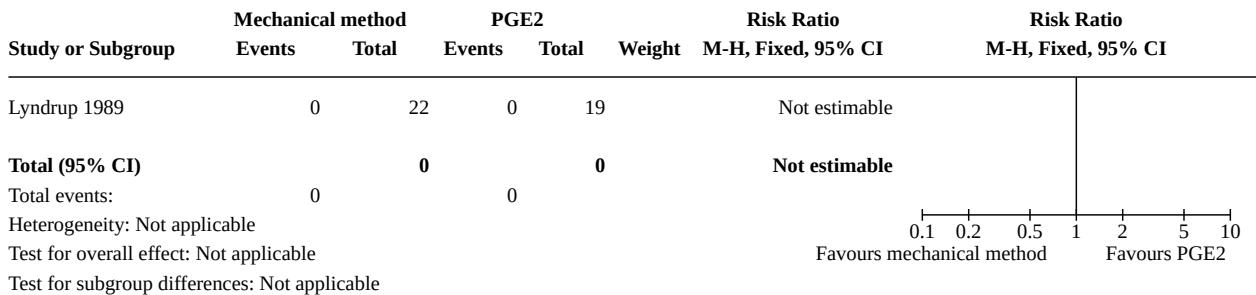 Mechanical method PGE2 Risk Ratio Risk Ratio
Study or Subgroup Events Total Events Total Weight M-H, Fixed, 95% CI M-H, Fixed, 95% CI
Lyndrup 1989 0 22 0 19 Not estimable
Total (95% CI) 0 0 Not estimable
Total events: 0 0
Heterogeneity: Not applicable
0.1 0.2 0.5 1 2 5 10
Test for overall effect: Not applicable Favours mechanical method Favours PGE2
Test for subgroup differences: Not applicable